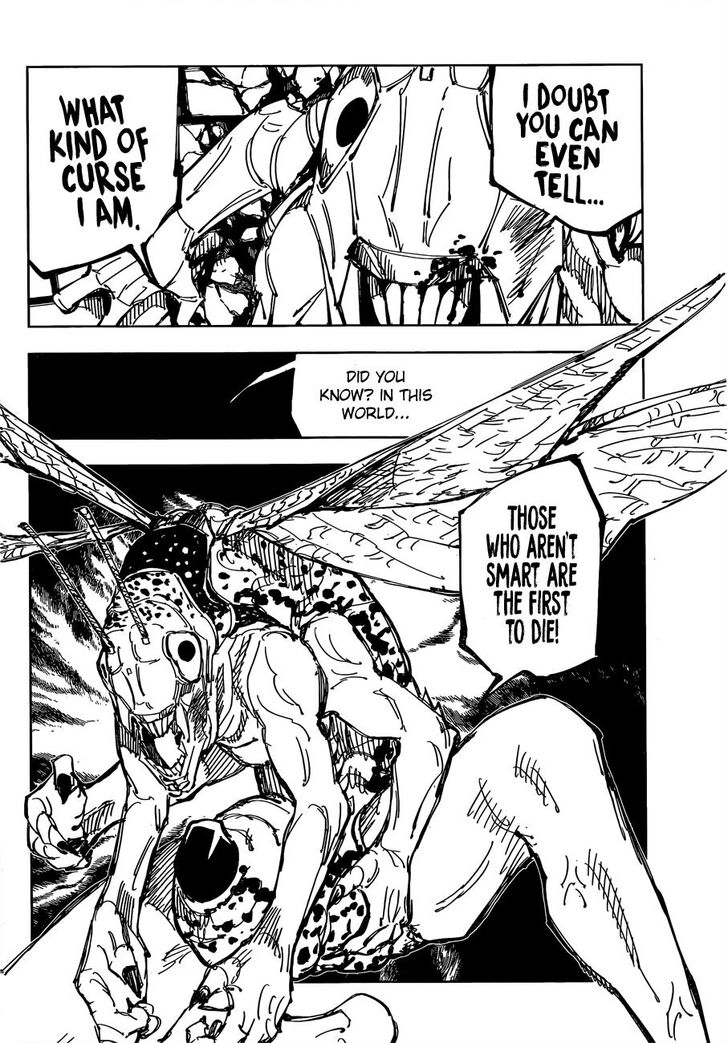 I DOUBT
YOU CAN
EVEN
TELL...
WHAT
KIND OF
CURSE
I AM.
DID YOU
KNOW? IN THIS
WORLD...
THOSE
WHO AREN'T
SMART ARE
THE FIRST
TO DIE!